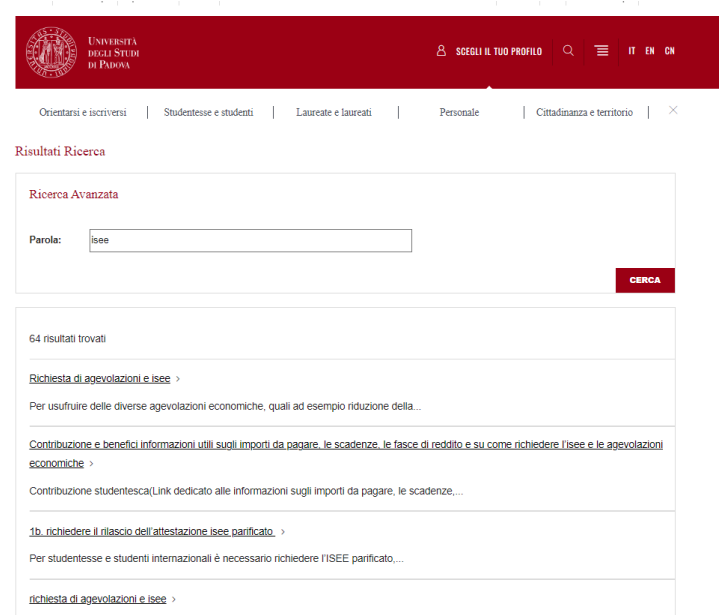 UNIVERSITÀ
DEGLI STUDI
DI PADOVA
SCEGLI IL TUO PROFILO
IT EN CN
Orientarsi e iscriversi | Studentesse e studenti | Laureate e laureati | Personale | Cittadinanza e territorio | ×
Risultati Ricerca
Ricerca Avanzata
Parola: isee
CERCA
64 risultati trovati
Richiesta di agevolazioni e isee >
Per usufruire delle diverse agevolazioni economiche, quali ad esempio riduzione della...
Contribuzione e benefici informazioni utili sugli importi da pagare, le scadenze, le fasce di reddito e su come richiedere l'isee e le agevolazioni
economiche >
Contribuzione studentesca(Link dedicato alle informazioni sugli importi da pagare, le scadenze,...
1b. richiedere il rilascio dell'attestazione isee parificato >
Per studentesse e studenti internazionali è necessario richiedere l'ISEE parificato,...
richiesta di agevolazioni e isee >